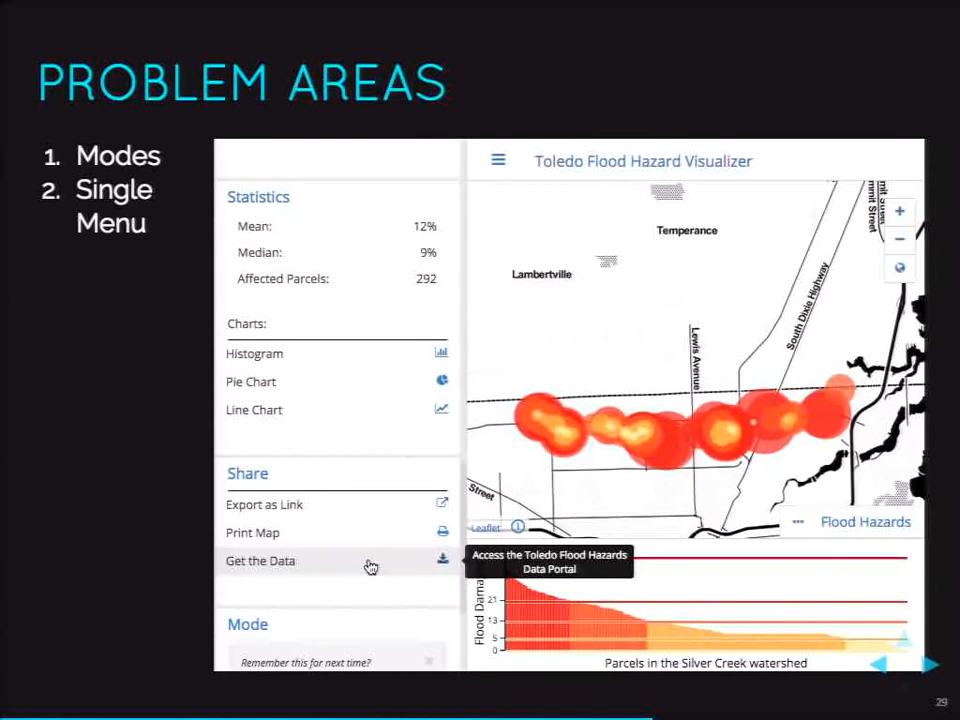 PROBLEM AREAS
1. Modes
2. Single
Menu
Statistics
Mean: 12%
Median: 9%
Affected Parcels: 292
Charts:
Histogram
Pie Chart
Line Chart
Share
Export as Link
Print Map
Get the Data
Mode
Remember this for next time?
Toledo Flood Hazard Visualizer
Temperance
Lambertville
South Dixie Highway
Lewis Avenue
Street
Summit Street
Leaflet
Flood Hazards
Access the Toledo Flood Hazards
Data Portal
21
13
5
0
Parcels in the Silver Creek watershed
29